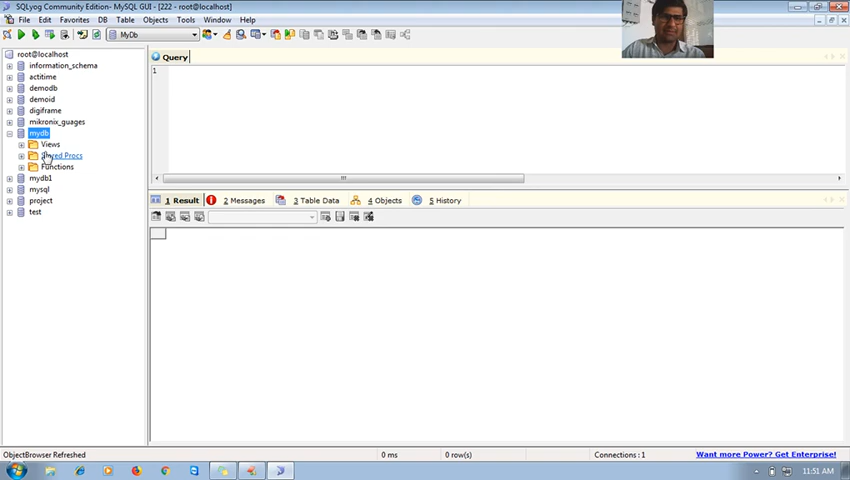 SQLyog Community Edition- MySQL GUI - [222 - root@localhost]
File Edit Favorites DB Table Objects Tools Window Help
MyDb
root@localhost
information_schema
actitime
demodb
demoid
digiframe
mikronix_guages
mydb
Views
Stored Procs
Functions
mydb1
mysql
project
test
Query
1
1 Result 2 Messages 3 Table Data 4 Objects 5 History
ObjectBrowser Refreshed 0 ms 0 row(s) Connections : 1 Want more Power? Get Enterprise!
11:51 AM